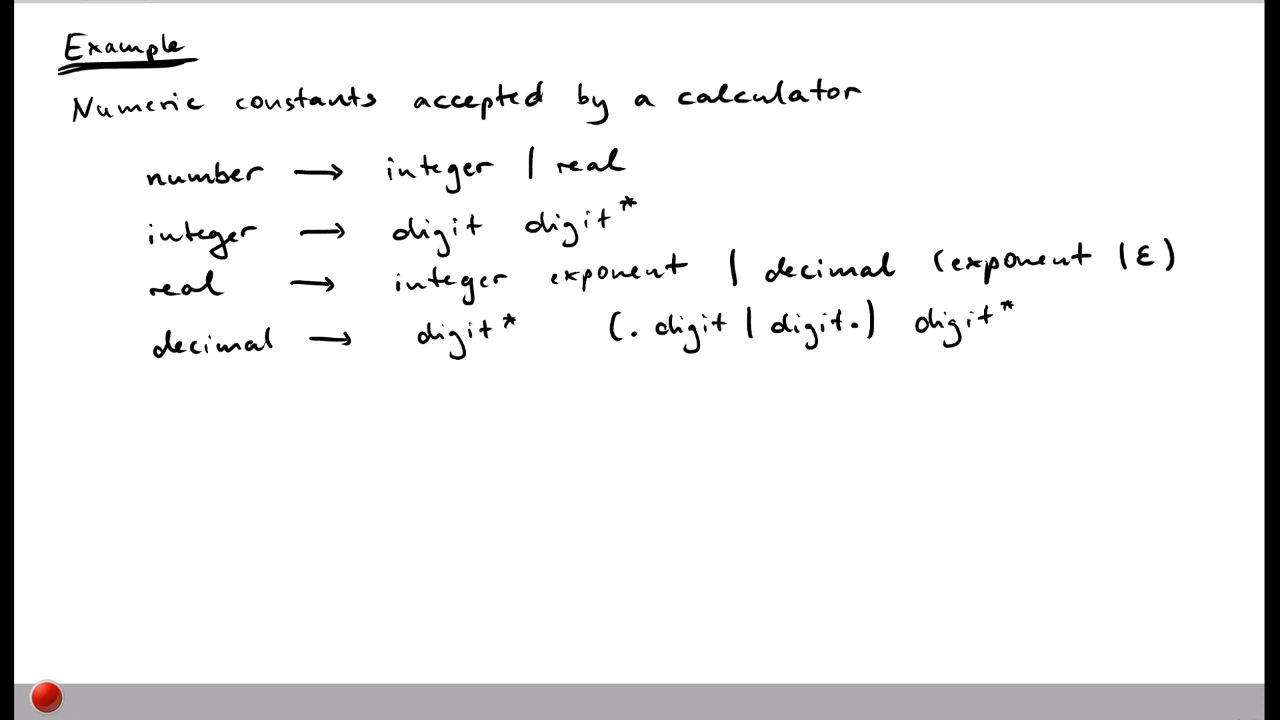 Example
Numeric constants accepted by a calculator
number → integer | real
integer → digit digit*
real → integer exponent | decimal (exponent | ε)
decimal → digit* (. digit | digit.) digit*